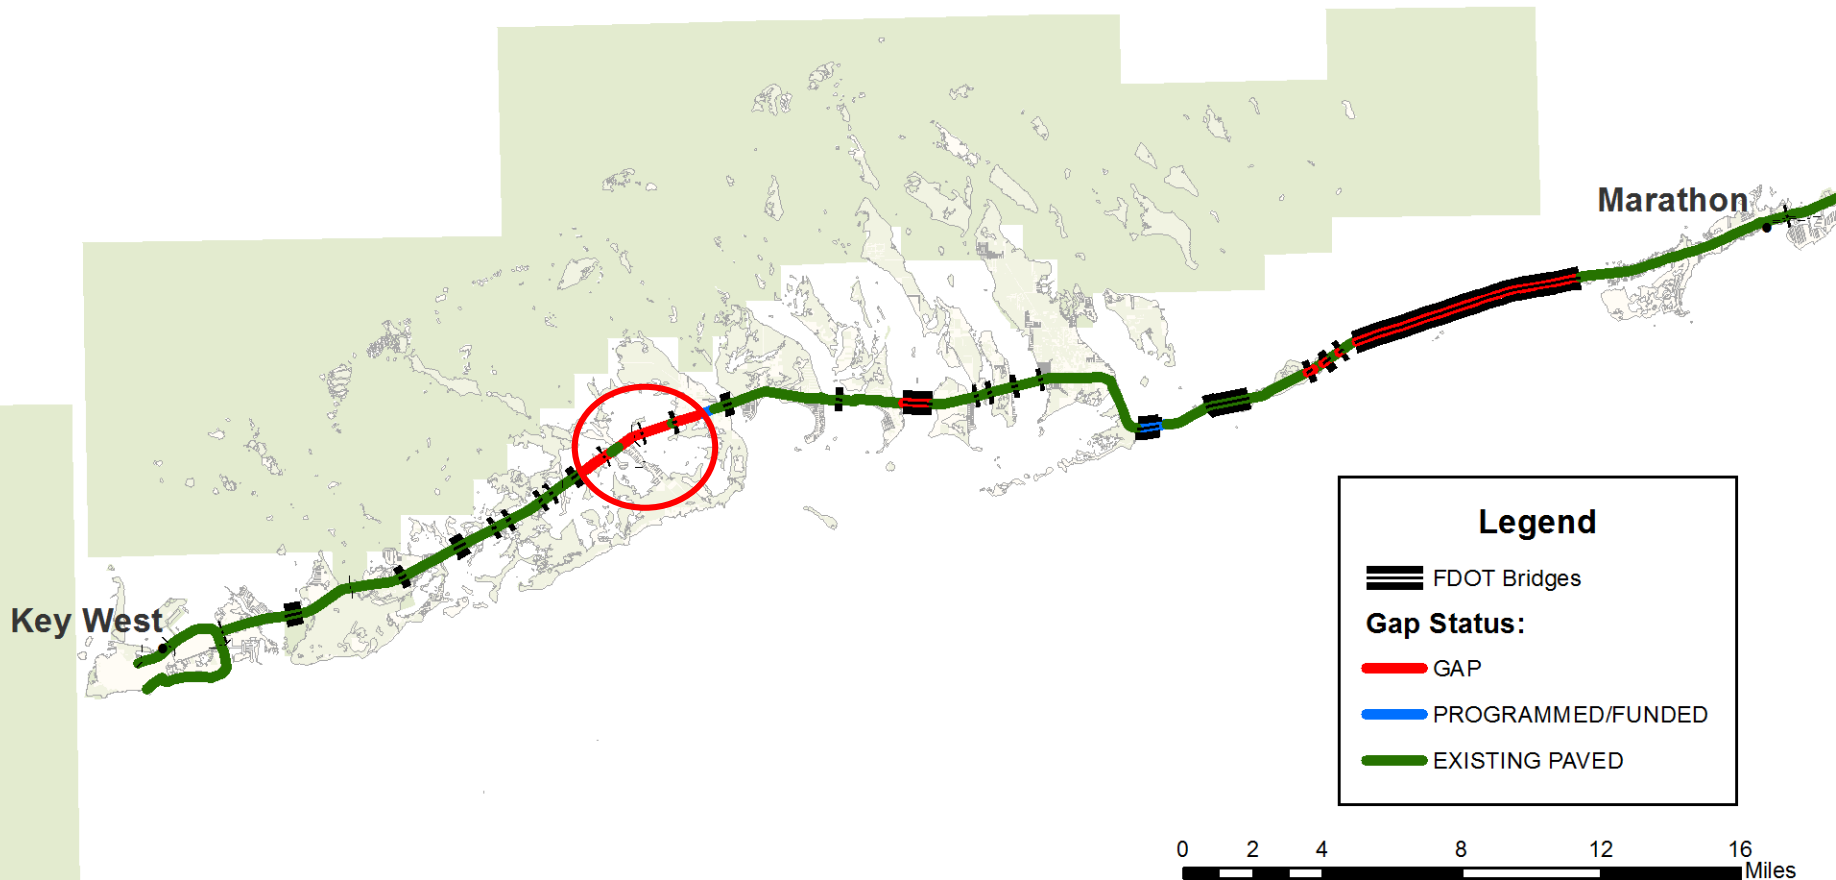 Marathon
Key West
Legend
FDOT Bridges
Gap Status:
GAP
PROGRAMMED/FUNDED
EXISTING PAVED
0 2 4 8 12 16
Miles